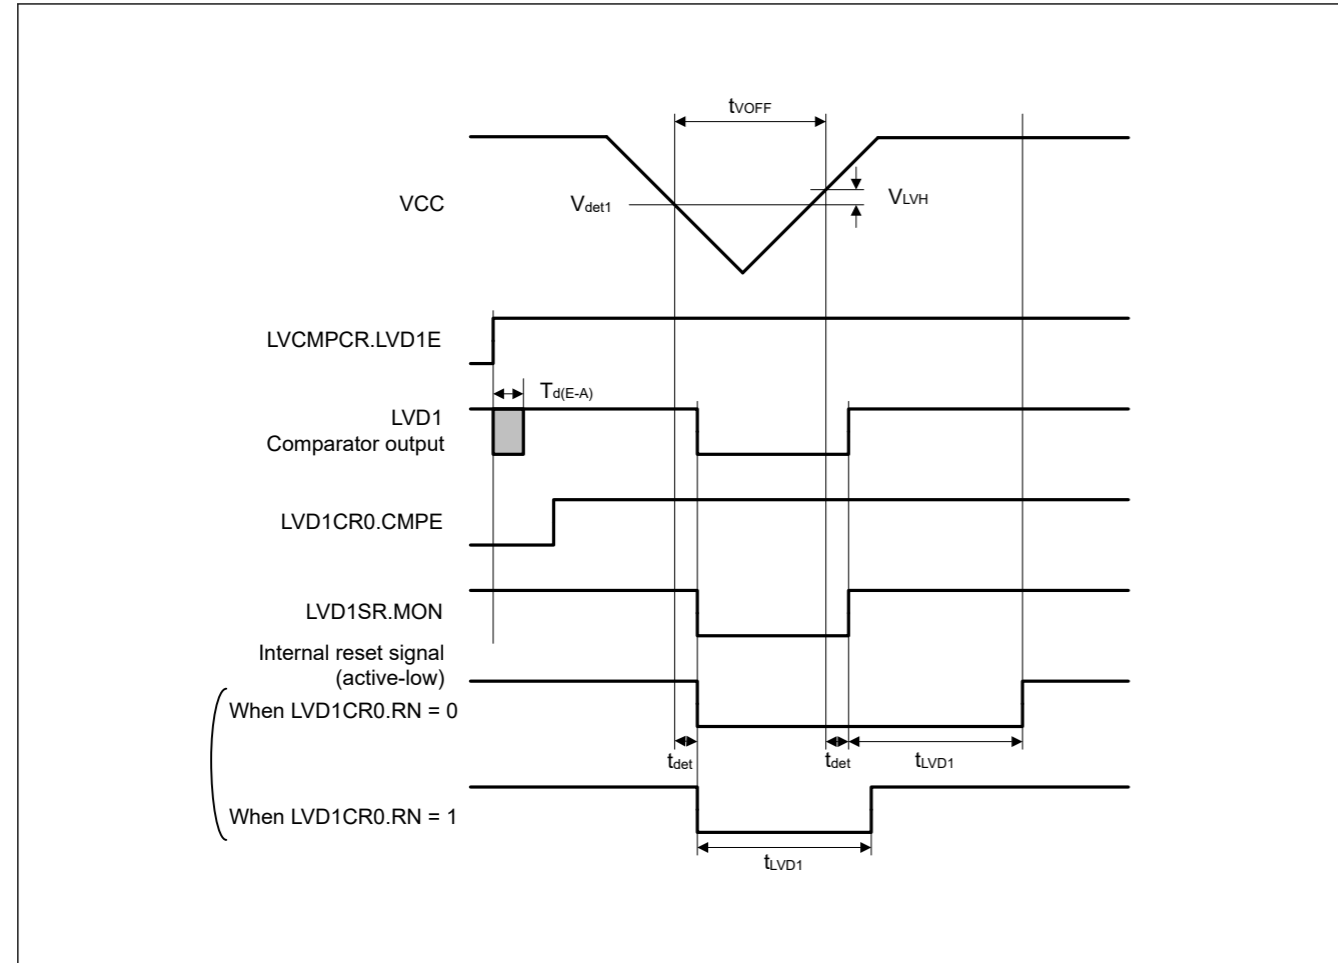 tVOFF
VCC
Vdet1
VLVH
LVCMPCR.LVD1E
Td(E-A)
LVD1
Comparator output
LVD1CR0.CMPE
LVD1SR.MON
Internal reset signal
(active-low)
When LVD1CR0.RN = 0
tdet
tdet
tLVD1
When LVD1CR0.RN = 1
tLVD1